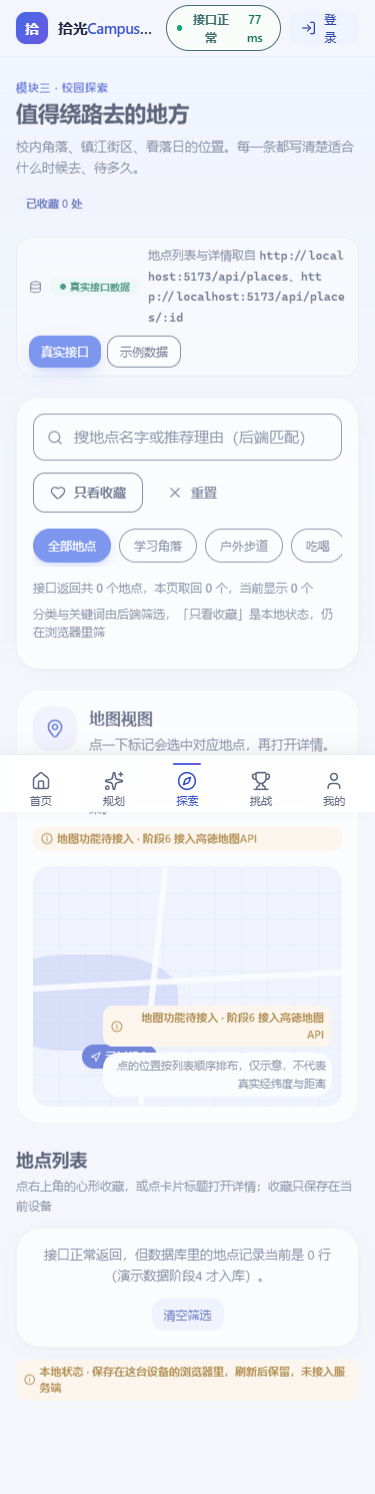 拾
拾光Campus...
接口正常
77 ms
登录
模块三 · 校园探索
值得绕路去的地方
校内角落、镇江街区、看落日的位置。每一条都写清楚适合
什么时候去、待多久。
已收藏 0 处
真实接口数据
地点列表与详情取自 http://local
host:5173/api/places、htt
p://localhost:5173/api/place
s/:id
真实接口
示例数据
搜地点名字或推荐理由（后端匹配）
只看收藏
重置
全部地点
学习角落
户外步道
吃喝
接口返回共 0 个地点，本页取回 0 个，当前显示 0 个
分类与关键词由后端筛选，「只看收藏」是本地状态，仍
在浏览器里筛
地图视图
点一下标记会选中对应地点，再打开详情。
首页
规划
探索
挑战
我的
地图功能待接入 · 阶段6 接入高德地图API
地图功能待接入 · 阶段6 接入高德地图
API
点的位置按列表顺序排布，仅示意，不代表
真实经纬度与距离
地点列表
点右上角的心形收藏，或点卡片标题打开详情；收藏只保存在当
前设备
接口正常返回，但数据库里的地点记录当前是 0 行
（演示数据阶段4 才入库）。
清空筛选
本地状态 · 保存在这台设备的浏览器里，刷新后保留，未接入服
务端